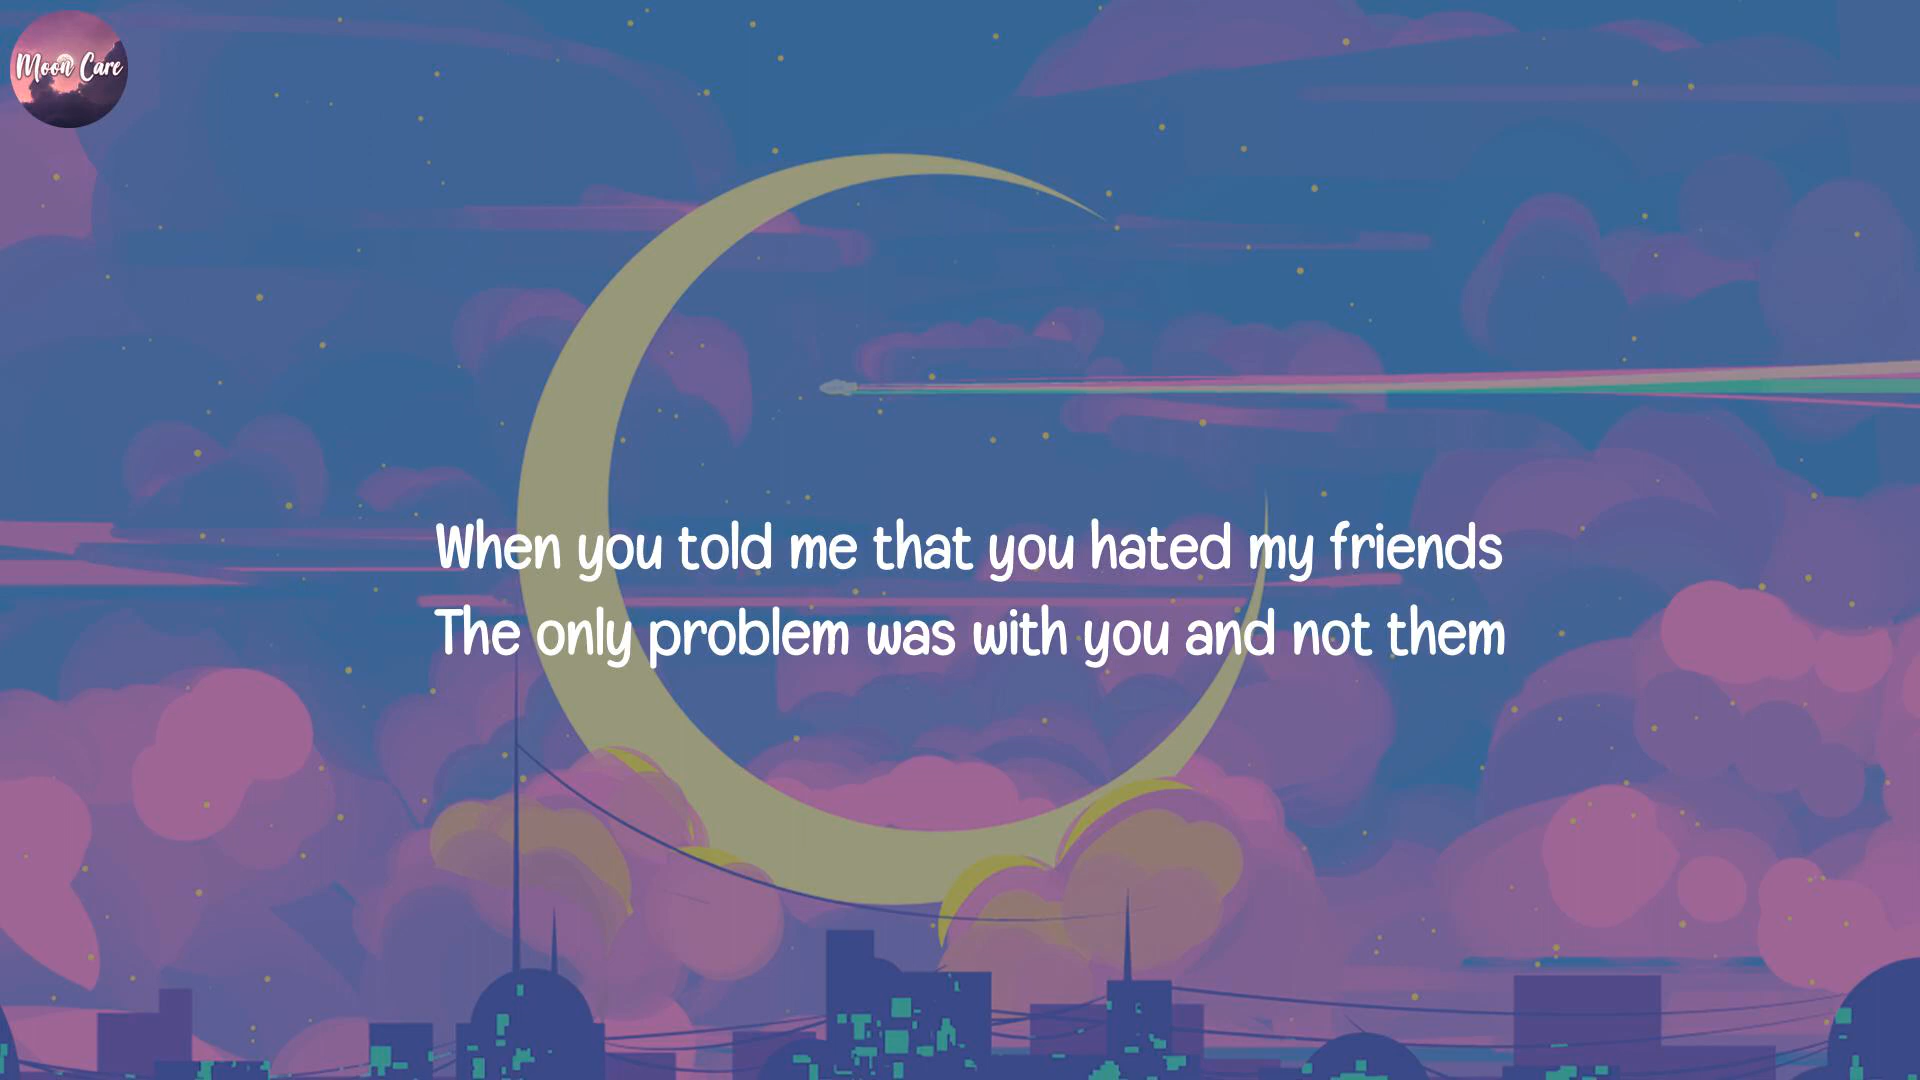 Moon Care
When you told me that you hated my friends
The only problem was with you and not them